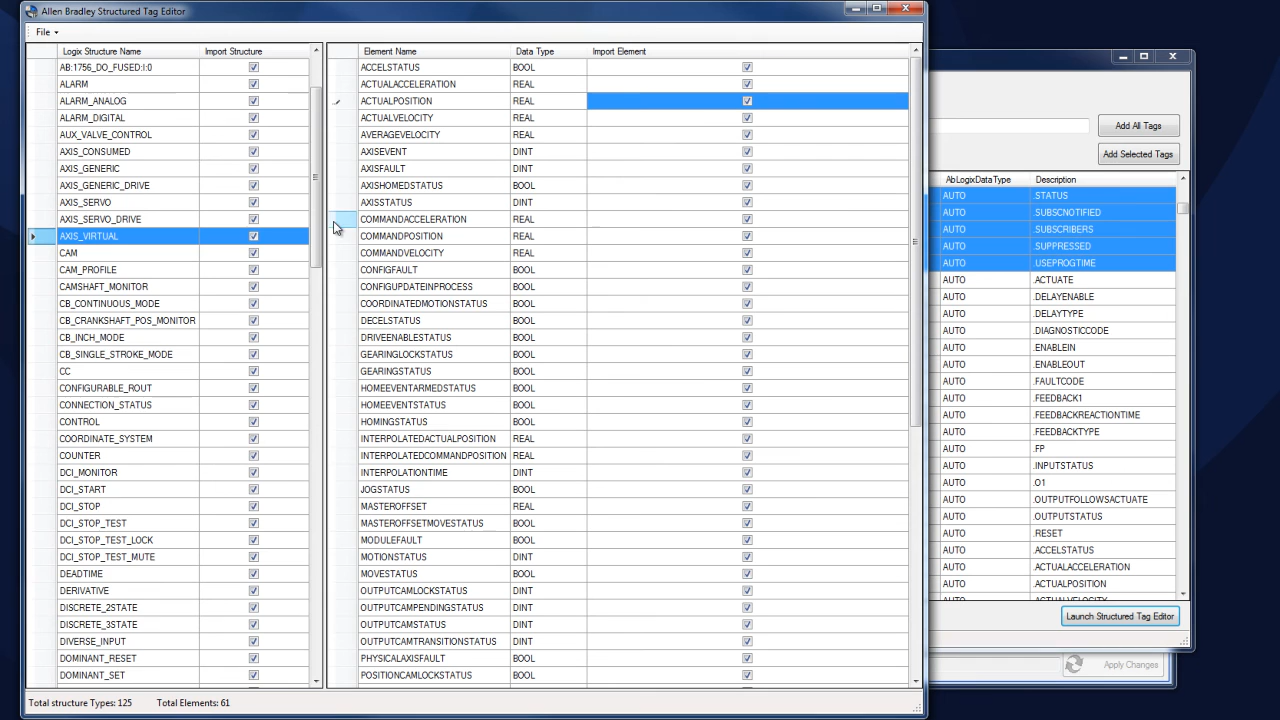 Allen Bradley Structured Tag Editor
File
Logix Structure Name Import Structure
AB:1756_DO_FUSED:I:0
ALARM
ALARM_ANALOG
ALARM_DIGITAL
AUX_VALVE_CONTROL
AXIS_CONSUMED
AXIS_GENERIC
AXIS_GENERIC_DRIVE
AXIS_SERVO
AXIS_SERVO_DRIVE
AXIS_VIRTUAL
CAM
CAM_PROFILE
CAMSHAFT_MONITOR
CB_CONTINUOUS_MODE
CB_CRANKSHAFT_POS_MONITOR
CB_INCH_MODE
CB_SINGLE_STROKE_MODE
CC
CONFIGURABLE_ROUT
CONNECTION_STATUS
CONTROL
COORDINATE_SYSTEM
COUNTER
DCI_MONITOR
DCI_START
DCI_STOP
DCI_STOP_TEST
DCI_STOP_TEST_LOCK
DCI_STOP_TEST_MUTE
DEADTIME
DERIVATIVE
DISCRETE_2STATE
DISCRETE_3STATE
DIVERSE_INPUT
DOMINANT_RESET
DOMINANT_SET
Element Name Data Type Import Element
ACCELSTATUS BOOL
ACTUALACCELERATION REAL
ACTUALPOSITION REAL
ACTUALVELOCITY REAL
AVERAGEVELOCITY REAL
AXISEVENT DINT
AXISFAULT DINT
AXISHOMEDSTATUS BOOL
AXISSTATUS DINT
COMMANDACCELERATION REAL
COMMANDPOSITION REAL
COMMANDVELOCITY REAL
CONFIGFAULT BOOL
CONFIGUPDATEINPROCESS BOOL
COORDINATEDMOTIONSTATUS BOOL
DECELSTATUS BOOL
DRIVEENABLESTATUS BOOL
GEARINGLOCKSTATUS BOOL
GEARINGSTATUS BOOL
HOMEEVENTARMEDSTATUS BOOL
HOMEEVENTSTATUS BOOL
HOMINGSTATUS BOOL
INTERPOLATEDACTUALPOSITION REAL
INTERPOLATEDCOMMANDPOSITION REAL
INTERPOLATIONTIME DINT
JOGSTATUS BOOL
MASTEROFFSET REAL
MASTEROFFSETMOVESTATUS BOOL
MODULEFAULT BOOL
MOTIONSTATUS DINT
MOVESTATUS BOOL
OUTPUTCAMLOCKSTATUS DINT
OUTPUTCAMPENDINGSTATUS DINT
OUTPUTCAMSTATUS DINT
OUTPUTCAMTRANSITIONSTATUS DINT
PHYSICALAXISFAULT BOOL
POSITIONCAMLOCKSTATUS BOOL
Total structure Types: 125 Total Elements: 61
Add All Tags
Add Selected Tags
AbLogixDataType Description
AUTO .STATUS
AUTO .SUBSCNOTIFIED
AUTO .SUBSCRIBERS
AUTO .SUPPRESSED
AUTO .USEPROGTIME
AUTO .ACTUATE
AUTO .DELAYENABLE
AUTO .DELAYTYPE
AUTO .DIAGNOSTICCODE
AUTO .ENABLEIN
AUTO .ENABLEOUT
AUTO .FAULTCODE
AUTO .FEEDBACK1
AUTO .FEEDBACKREACTIONTIME
AUTO .FEEDBACKTYPE
AUTO .FP
AUTO .INPUTSTATUS
AUTO .O1
AUTO .OUTPUTFOLLOWSACTUATE
AUTO .OUTPUTSTATUS
AUTO .RESET
AUTO .ACCELSTATUS
AUTO .ACTUALACCELERATION
AUTO .ACTUALPOSITION
AUTO .ACTUALVELOCITY
Launch Structured Tag Editor
Apply Changes